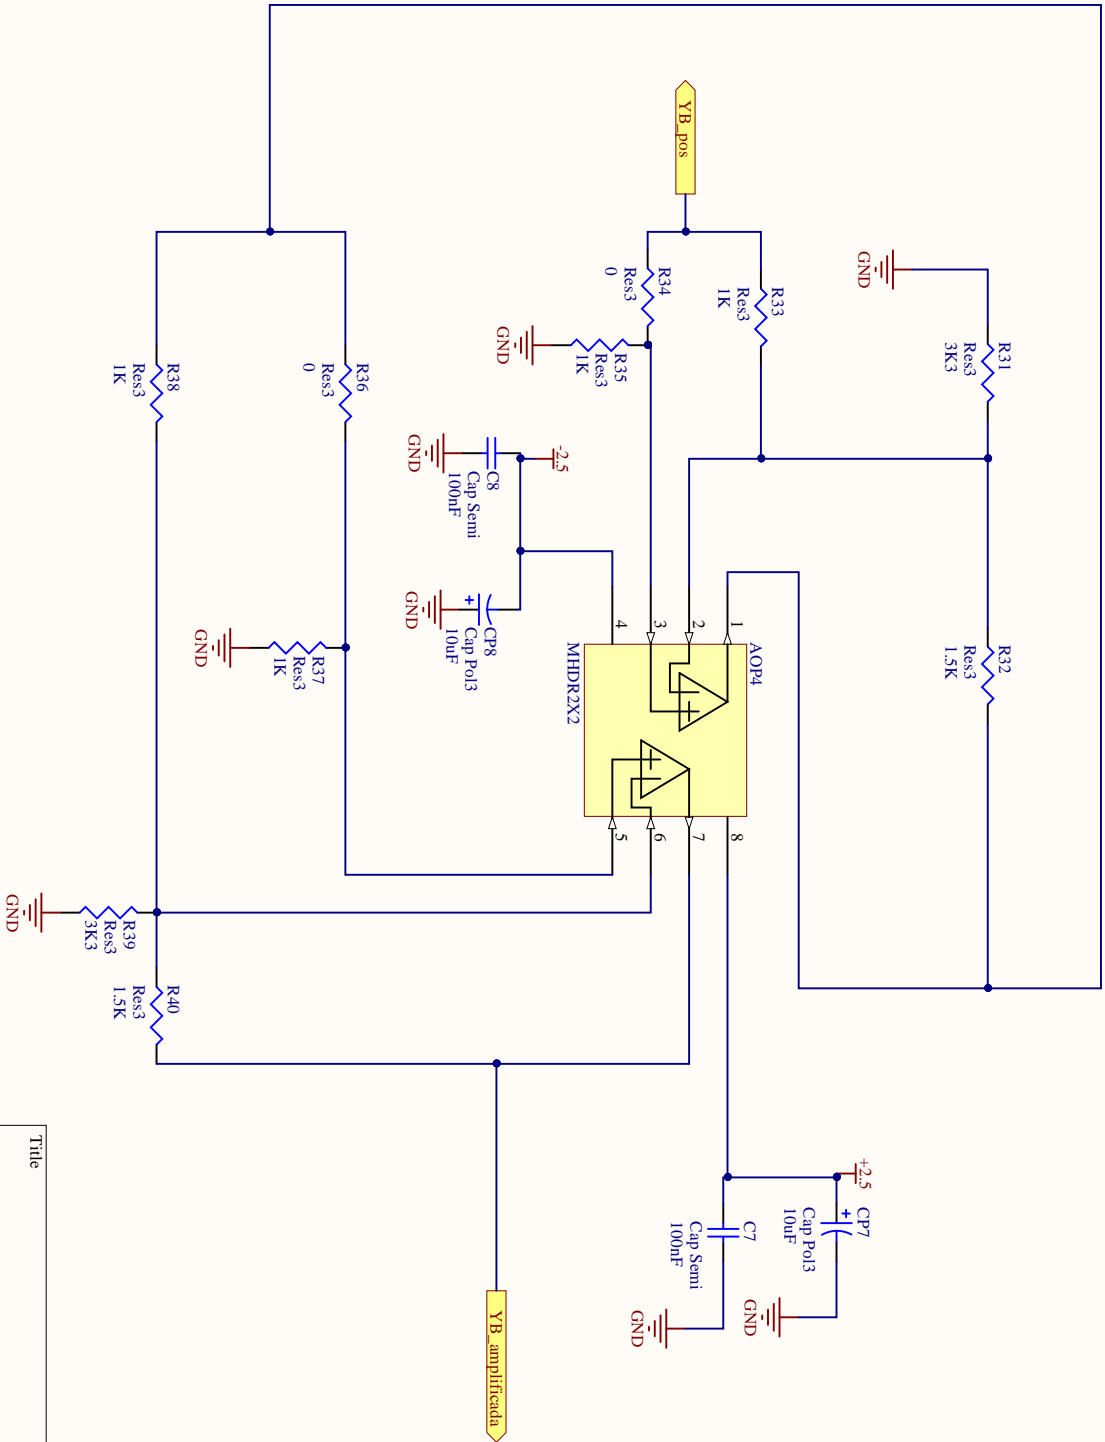 YB_pos
GND
R31
Res3
3K3
R33
Res3
1K
R34
Res3
0
R35
Res3
1K
GND
R32
Res3
1.5K
R36
Res3
0
R38
Res3
1K
-2.5
C8
Cap Semi
100nF
GND
CP8
Cap Pol3
10uF
GND
+
R37
Res3
1K
GND
AOP4
MHDR2X2
1
2
3
4
5
6
7
8
R39
Res3
3K3
GND
R40
Res3
1.5K
+2.5
CP7
Cap Pol3
10uF
+
GND
C7
Cap Semi
100nF
GND
YB_amplificada
Title